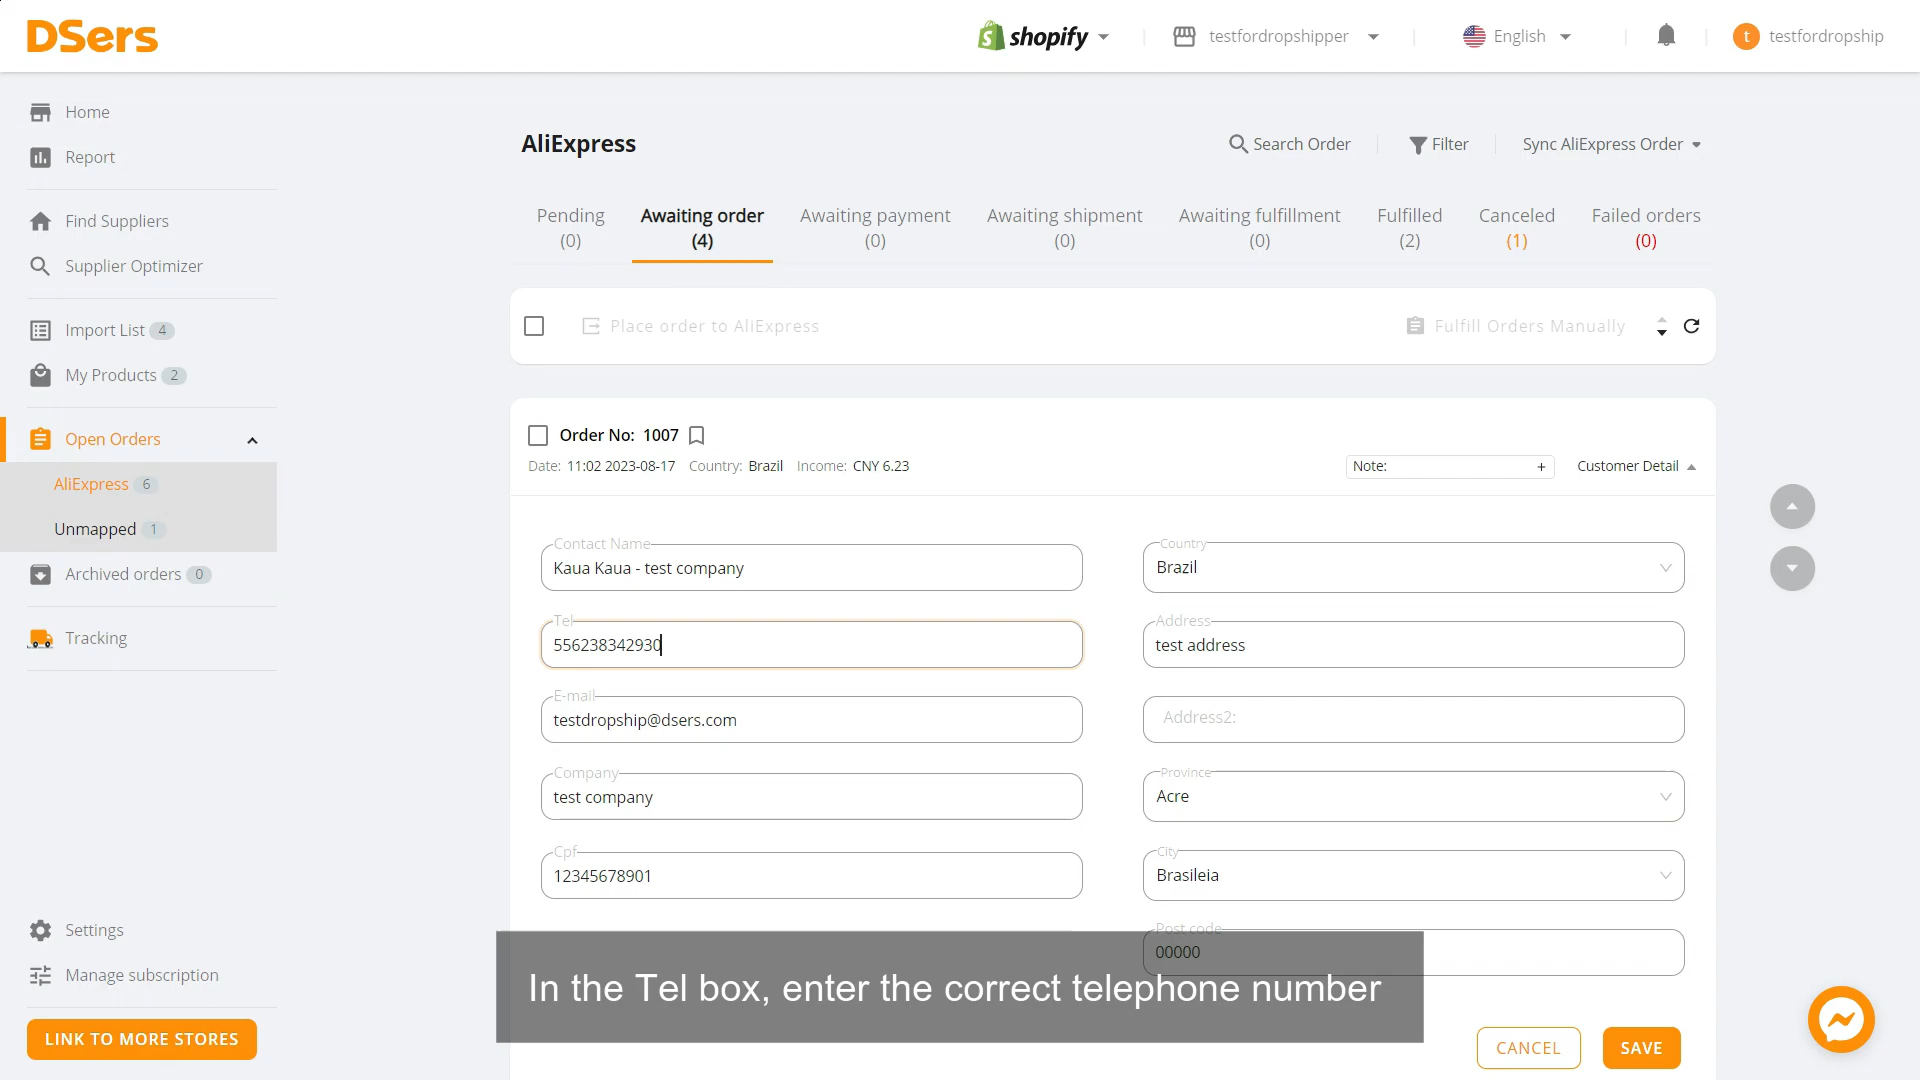 DSers
shopify
testfordropshipper
English
t
testfordropship
Home
Report
Find Suppliers
Supplier Optimizer
Import List 4
My Products 2
Open Orders
AliExpress 6
Unmapped 1
Archived orders 0
Tracking
Settings
Manage subscription
LINK TO MORE STORES
AliExpress
Search Order
Filter
Sync AliExpress Order
Pending
(0)
Awaiting order
(4)
Awaiting payment
(0)
Awaiting shipment
(0)
Awaiting fulfillment
(0)
Fulfilled
(2)
Canceled
(1)
Failed orders
(0)
Place order to AliExpress
Fulfill Orders Manually
Order No: 1007
Date: 11:02 2023-08-17 Country: Brazil Income: CNY 6.23
Note: +
Customer Detail
Contact Name
Kaua Kaua - test company
Country
Brazil
Tel
556238342930
Address
test address
E-mail
testdropship@dsers.com
Address2:
Company
test company
Province
Acre
Cpf
12345678901
City
Brasileia
Post code
00000
In the Tel box, enter the correct telephone number
CANCEL
SAVE